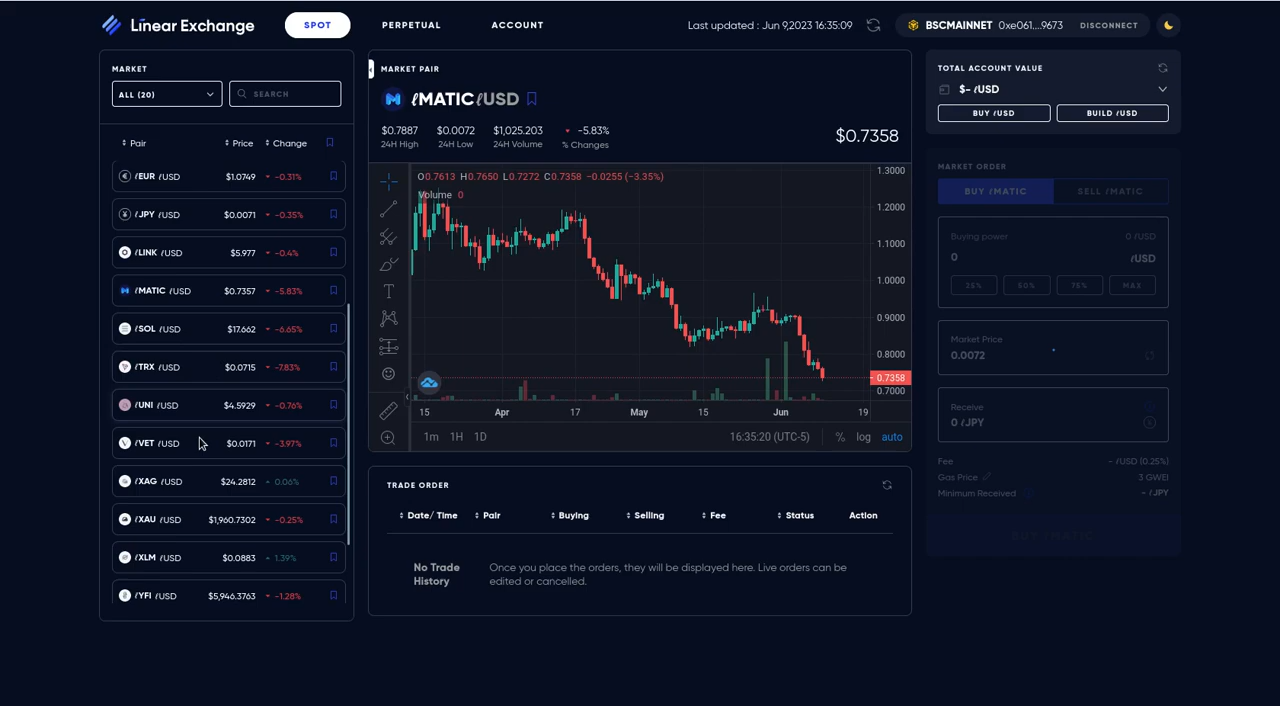 Linear Exchange
SPOT
PERPETUAL
ACCOUNT
Last updated : Jun 9,2023 16:35:09
BSCMAINNET 0xe061....9673 DISCONNECT
MARKET
ALL (20)
SEARCH
Pair Price Change
ℓEUR ℓUSD $1.0749 -0.31%
ℓJPY ℓUSD $0.0071 -0.35%
ℓLINK ℓUSD $5.977 -0.4%
ℓMATIC ℓUSD $0.7357 -5.83%
ℓSOL ℓUSD $17.662 -6.65%
ℓTRX ℓUSD $0.0715 -7.83%
ℓUNI ℓUSD $4.5929 -0.76%
ℓVET ℓUSD $0.0171 -3.97%
ℓXAG ℓUSD $24.2812 0.06%
ℓXAU ℓUSD $1,960.7302 -0.25%
ℓXLM ℓUSD $0.0883 1.39%
ℓYFI ℓUSD $5,946.3763 -1.28%
MARKET PAIR
ℓMATICℓUSD
$0.7887 $0.0072 $1,025.203 -5.83%
24H High 24H Low 24H Volume % Changes
$0.7358
O0.7613 H0.7650 L0.7272 C0.7358 −0.0255 (−3.35%)
Volume 0
1.3000
1.2000
1.1000
1.0000
0.9000
0.8000
0.7358
0.7000
15 Apr 17 May 15 Jun 19
1m 1H 1D 16:35:20 (UTC-5) % log auto
TRADE ORDER
Date/ Time Pair Buying Selling Fee Status Action
No Trade History
Once you place the orders, they will be displayed here. Live orders can be
edited or cancelled.
TOTAL ACCOUNT VALUE
$- ℓUSD
BUY ℓUSD BUILD ℓUSD
MARKET ORDER
BUY ℓMATIC SELL ℓMATIC
Buying power 0 ℓUSD
0 ℓUSD
25% 50% 75% MAX
Market Price
0.0072
Receive
0 ℓJPY
Fee - ℓUSD (0.25%)
Gas Price 3 GWEI
Minimum Received - ℓJPY
BUY ℓMATIC